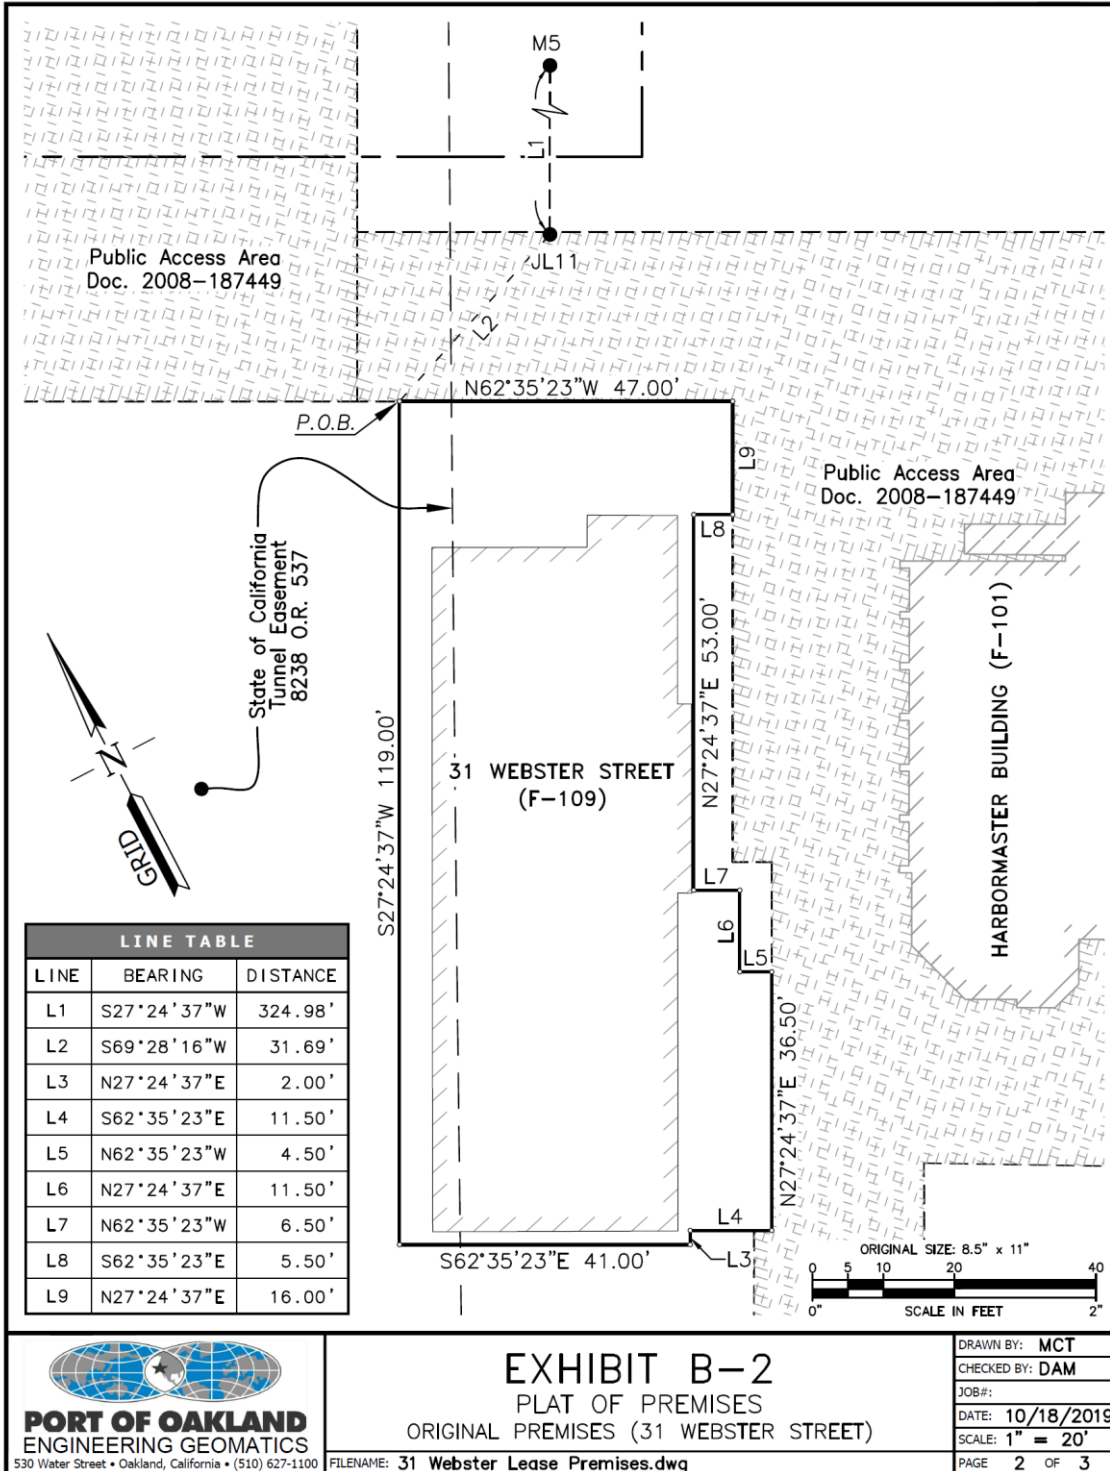 M5
L1
JL11
Public Access Area
Doc. 2008-187449
L2
N62°35'23"W 47.00'
P.O.B.
L9
Public Access Area
Doc. 2008-187449
L8
State of California
Tunnel Easement
8238 O.R. 537
N27°24'37"E 53.00'
HARBORMASTER BUILDING (F-101)
S27°24'37"W 119.00'
31 WEBSTER STREET
(F-109)
N
GRID
L7
L6
L5
N27°24'37"E 36.50'
L4
L3
S62°35'23"E 41.00'
LINE TABLE
LINE BEARING DISTANCE
L1 S27°24'37"W 324.98'
L2 S69°28'16"W 31.69'
L3 N27°24'37"E 2.00'
L4 S62°35'23"E 11.50'
L5 N62°35'23"W 4.50'
L6 N27°24'37"E 11.50'
L7 N62°35'23"W 6.50'
L8 S62°35'23"E 5.50'
L9 N27°24'37"E 16.00'
ORIGINAL SIZE: 8.5" x 11"
0 5 10 20 40
0" SCALE IN FEET 2"
PORT OF OAKLAND
ENGINEERING GEOMATICS
530 Water Street • Oakland, California • (510) 627-1100
EXHIBIT B-2
PLAT OF PREMISES
ORIGINAL PREMISES (31 WEBSTER STREET)
FILENAME: 31 Webster Lease Premises.dwg
DRAWN BY: MCT
CHECKED BY: DAM
JOB#:
DATE: 10/18/2019
SCALE: 1" = 20'
PAGE 2 OF 3